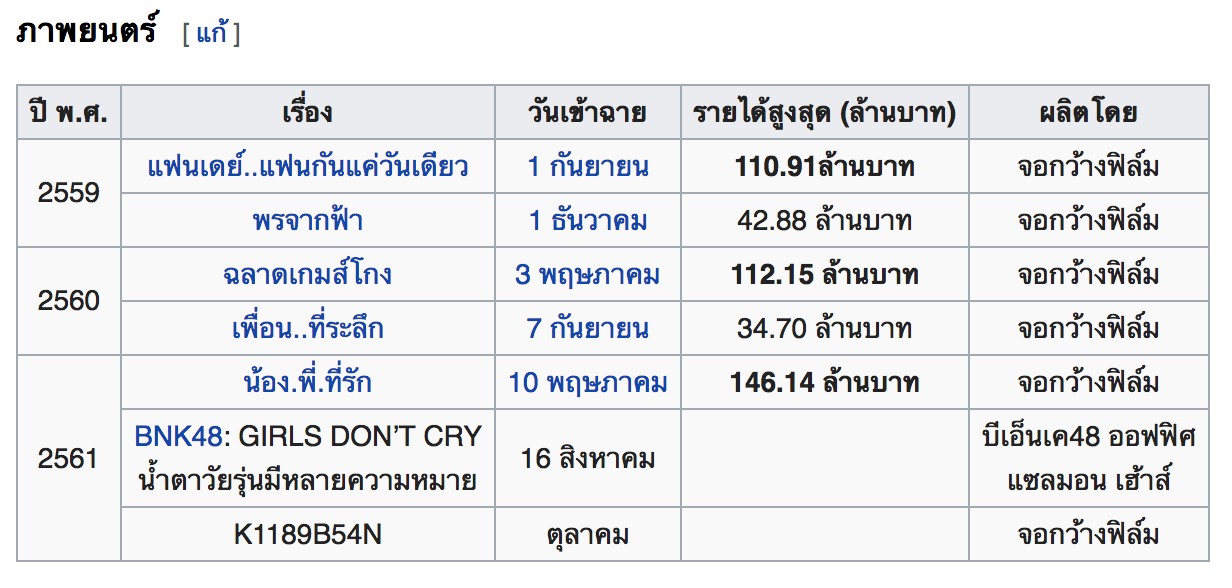 ภาพยนตร์ [ แก้ ]
ปี พ.ศ. เรื่อง วันเข้าฉาย รายได้สูงสุด (ล้านบาท) ผลิตโดย
2559 แฟนเดย์..แฟนกันแค่วันเดียว 1 กันยายน 110.91ล้านบาท จอกว้างฟิล์ม
พรจากฟ้า 1 ธันวาคม 42.88 ล้านบาท จอกว้างฟิล์ม
2560 ฉลาดเกมส์โกง 3 พฤษภาคม 112.15 ล้านบาท จอกว้างฟิล์ม
เพื่อน..ที่ระลึก 7 กันยายน 34.70 ล้านบาท จอกว้างฟิล์ม
2561 น้อง.พี่.ที่รัก 10 พฤษภาคม 146.14 ล้านบาท จอกว้างฟิล์ม
BNK48: GIRLS DON’T CRY
น้ำตาวัยรุ่นมีหลายความหมาย
16 สิงหาคม
บีเอ็นเค48 ออฟฟิศ
แซลมอน เฮ้าส์
K1189B54N ตุลาคม จอกว้างฟิล์ม